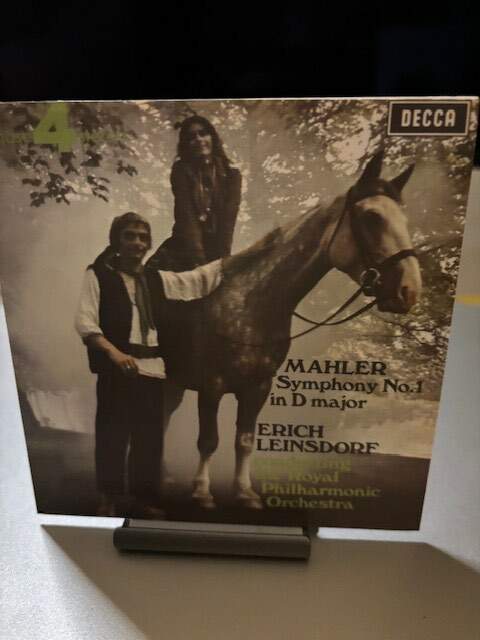 4
DECCA
MAHLER
Symphony No.1
in D major
ERICH
LEINSDORF
Royal
Philharmonic
Orchestra